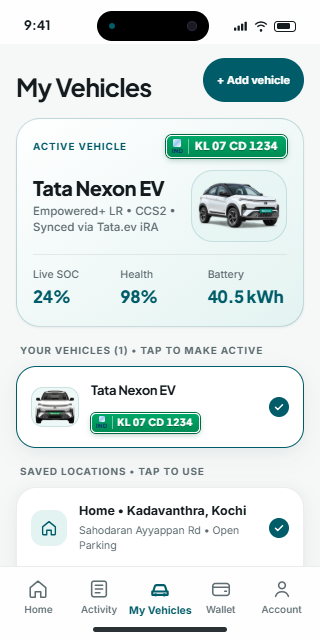 9:41
My Vehicles
+ Add vehicle
ACTIVE VEHICLE
IND KL 07 CD 1234
Tata Nexon EV
Empowered+ LR • CCS2 •
Synced via Tata.ev iRA
Live SOC
24%
Health
98%
Battery
40.5 kWh
YOUR VEHICLES (1) • TAP TO MAKE ACTIVE
Tata Nexon EV
IND KL 07 CD 1234
SAVED LOCATIONS • TAP TO USE
Home • Kadavanthra, Kochi
Sahodaran Ayyappan Rd • Open
Parking
Home
Activity
My Vehicles
Wallet
Account